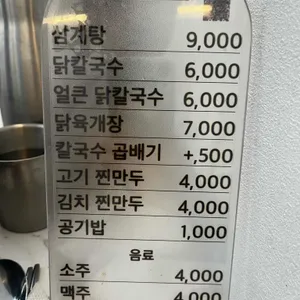 삼계탕 9,000
닭칼국수 6,000
얼큰 닭칼국수 6,000
닭육개장 7,000
칼국수 곱배기 +,500
고기 찐만두 4,000
김치 찐만두 4,000
공기밥 1,000
음료
소주 4,000
맥주 4,000